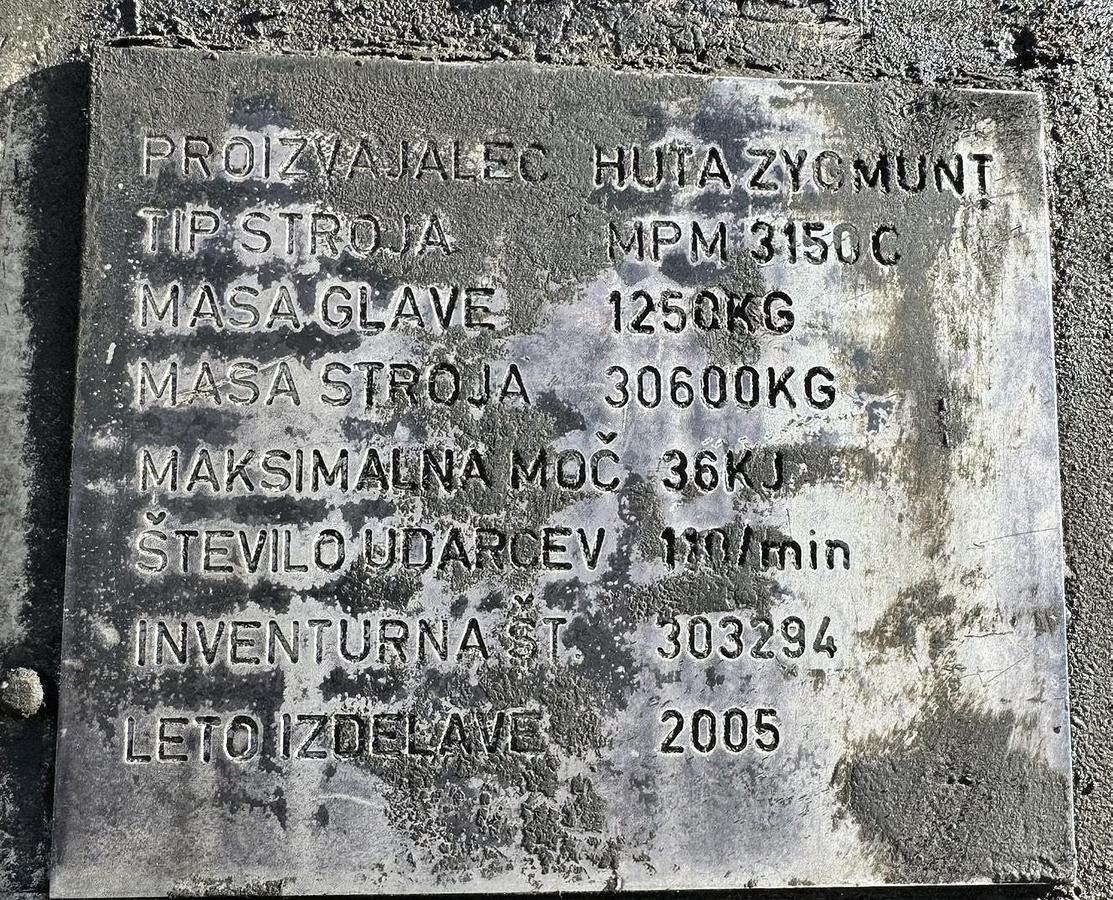 PROIZVAJALEC HUTA ZYGMUNT
TIP STROJA MPM 3150 C
MASA GLAVE 1250KG
MASA STROJA 30600KG
MAKSIMALNA MOČ 36KJ
ŠTEVILO UDARCEV 110/min
INVENTURNA ŠT. 303294
LETO IZDELAVE 2005